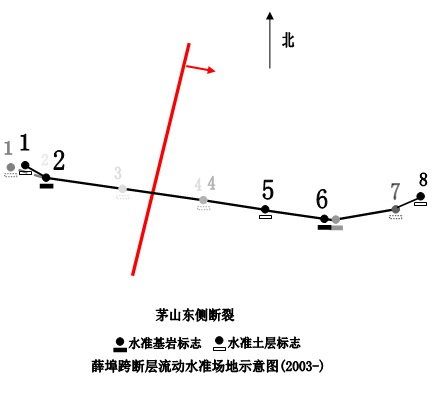 北
1 1 2 2 3 4 4 5 6 7 8
茅山东侧断裂
水准基岩标志 水准土层标志
薛埠跨断层流动水准场地示意图(2003-)